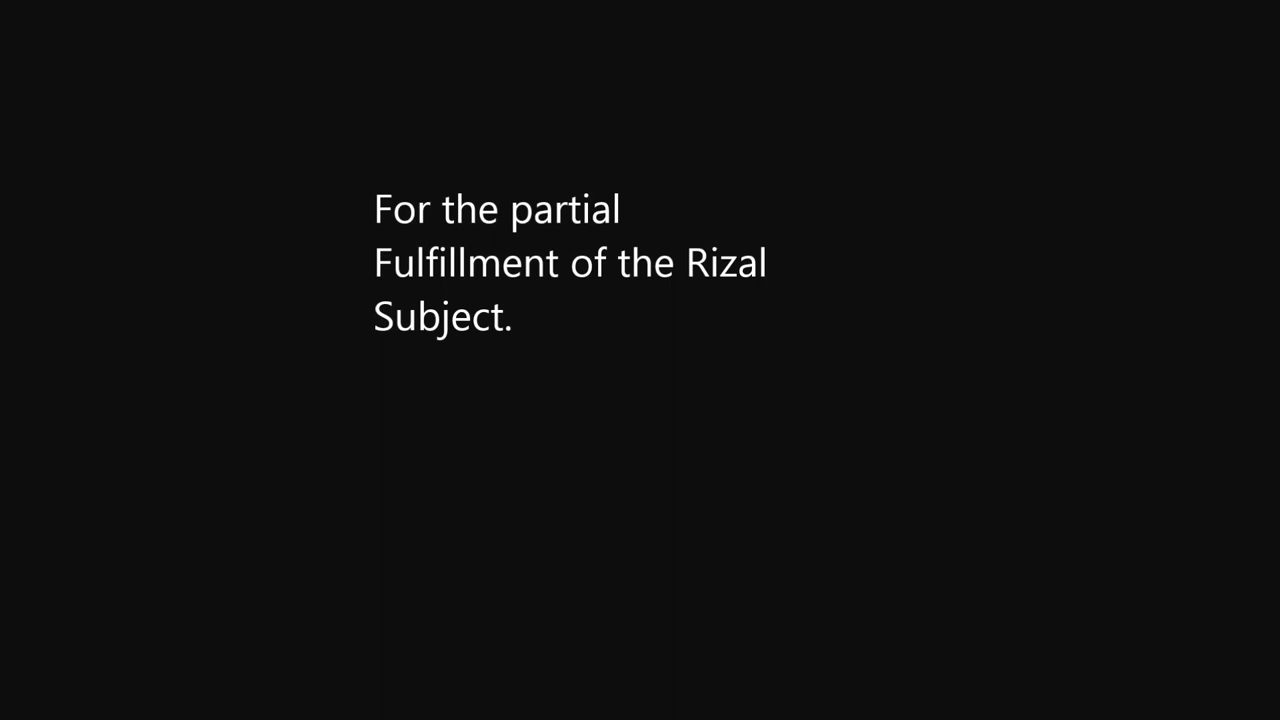 For the partial
Fulfillment of the Rizal
Subject.